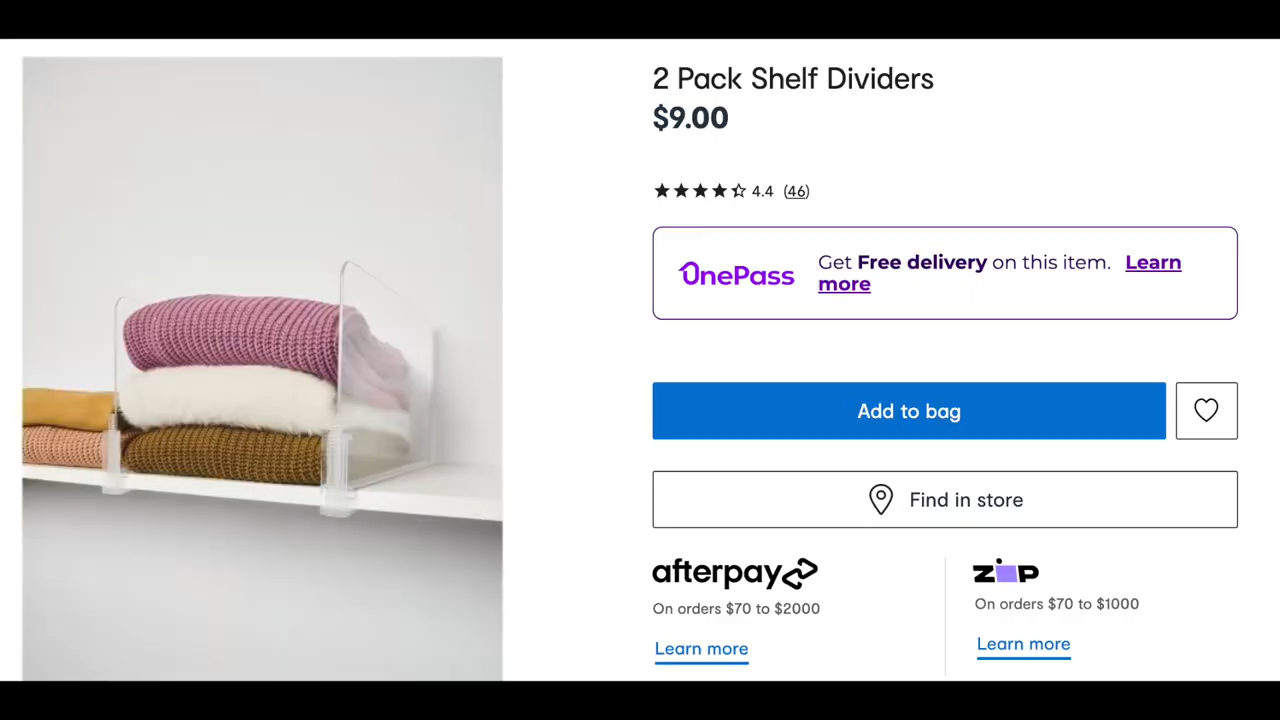 2 Pack Shelf Dividers
$9.00
4.4 (46)
OnePass
Get Free delivery on this item. Learn
more
Add to bag
Find in store
afterpay
On orders $70 to $2000
Learn more
zip
On orders $70 to $1000
Learn more